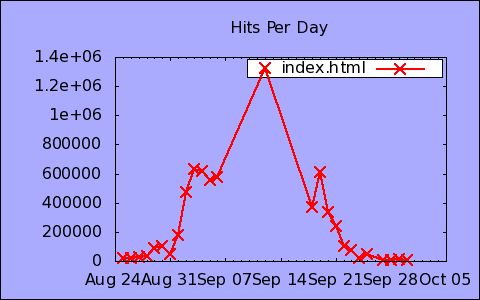 Hits Per Day
1.4e+06
index.html
1.2e+06
1e+06
800000
600000
400000
200000
0
Aug 24 Aug 31 Sep 07 Sep 14 Sep 21 Sep 28 Oct 05